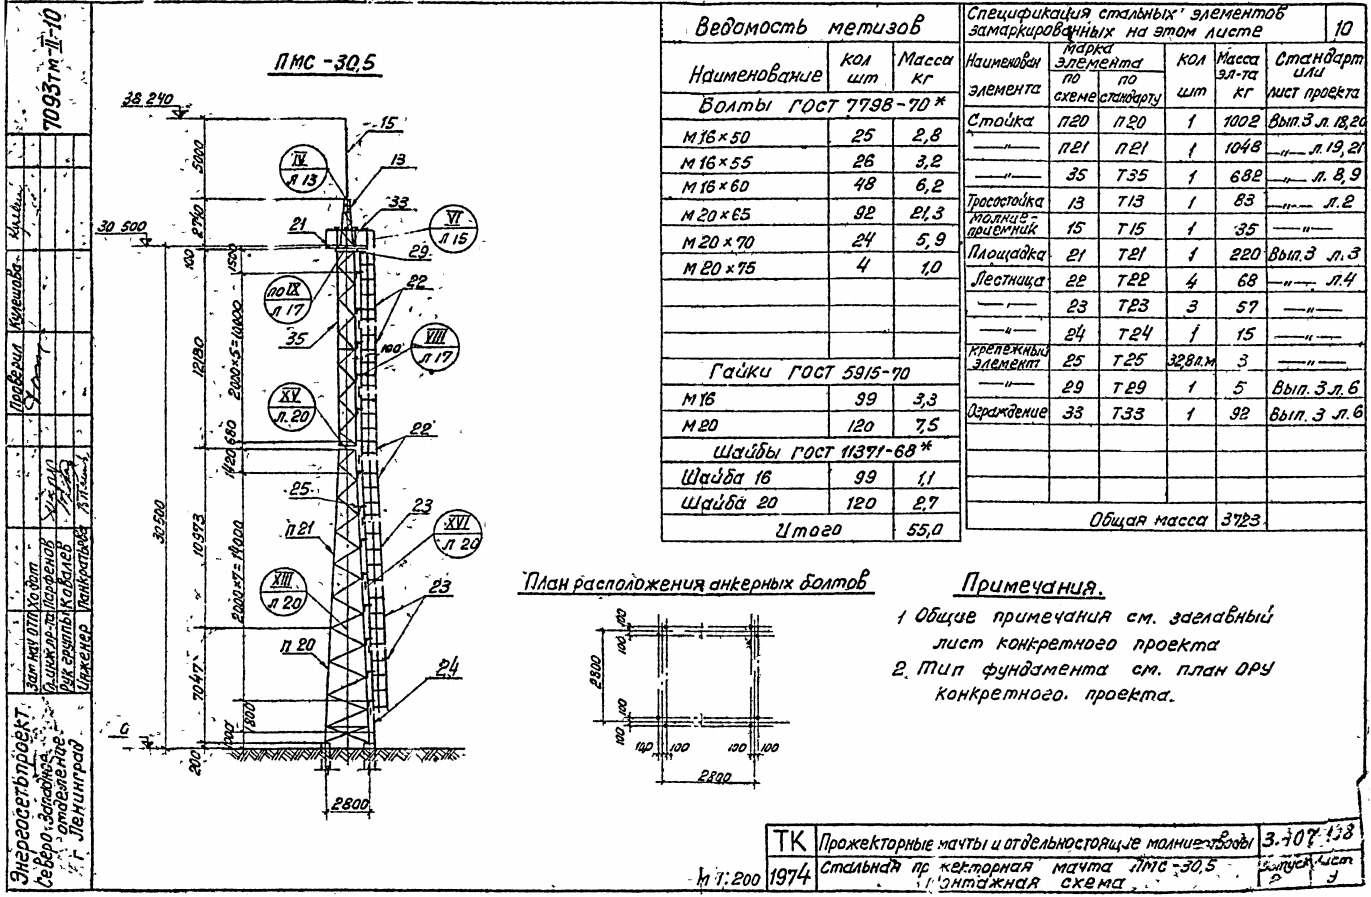 7093тм-II-10
ПМС-30,5
38 240
15
IV
л 13
13
5000
2740
33
21
VI
л 15
30 500
29
100
1500
по IX
л 17
22
35
VIII
л 17
100
12180
2000×5=10000
XV
л. 20
680
1420
22
25
23
XVI
л 20
П 21
10973
2000×7=14000
30500
XIII
л 20
23
П 20
24
7047
1800
1000
200
0
2800
Ведомость метизов
Наименование
кол шт
Масса кг
Болты ГОСТ 7798-70*
М 16×50 25 2,8
М 16×55 26 3,2
М 16×60 48 6,2
М 20×65 92 21,3
М 20×70 24 5,9
М 20×75 4 1,0
Гайки ГОСТ 5915-70
М 16 99 3,3
М 20 120 7,5
Шайбы ГОСТ 11371-68*
Шайба 16 99 1,1
Шайба 20 120 2,7
Итого 55,0
Спецификация стальных элементов
замаркированных на этом листе
10
Наименован элемента
марка элемента
по схеме
по стандарту
кол шт
Масса эл-та кг
Стандарт или лист проекта
Стойка П20 П20 1 1002 Вып.3 л.18,20
—"— П21 П21 1 1048 —"— л.19,21
—"— 35 Т35 1 682 —"— л.8,9
Тросостойка 13 Т13 1 83 —"— л.2
Молние-приемник 15 Т15 1 35 —"—
Площадка 21 Т21 1 220 Вып.3 л.3
Лестница 22 Т22 4 68 —"— л.4
—"— 23 Т23 3 57 —"—
—"— 24 Т24 1 15 —"—
Крепежный элемент 25 Т25 32,8п.м 3 —"—
—"— 29 Т29 1 5 Вып.3 л.6
Ограждение 33 Т33 1 92 Вып.3 л.6
Общая масса 3723
План расположения анкерных болтов
100
100
2800
100
100
100 100 100 100
2800
Примечания.
1 Общие примечания см. заглавный
лист конкретного проекта
2. Тип фундамента см. план ОРУ
конкретного проекта.
Проверил Кулешова
Зам нач ОТП Ходот
Гл.инж.пр-та Парфенов
Рук группы Ковалев
Инженер Панкратьева
Энергосетьпроект
Северо-Западное
отделение
г Ленинград
М 1:200
ТК
1974
Прожекторные мачты и отдельностоящие молниеотводы
Стальная прожекторная мачта ПМС-30,5
Монтажная схема
3.407-108
Выпуск 2
Лист